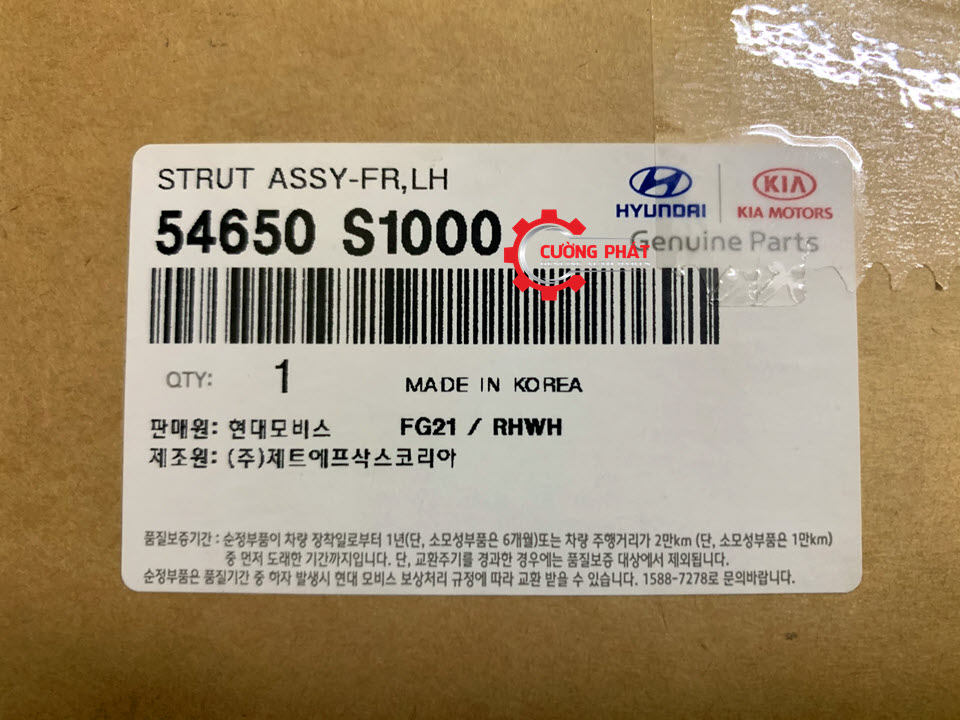 STRUT ASSY-FR,LH
HYUNDAI
KIA
KIA MOTORS
54650 S1000
CƯỜNG PHÁT
Genuine Parts
QTY: 1 MADE IN KOREA
판매원: 현대모비스 FG21 / RHWH
제조원: (주)제트에프삭스코리아
품질보증기간 : 순정부품이 차량 장착일로부터 1년(단, 소모성부품은 6개월)또는 차량 주행거리가 2만km (단, 소모성부품은 1만km)
중 먼저 도래한 기간까지입니다. 단, 교환주기를 경과한 경우에는 품질보증 대상에서 제외됩니다.
순정부품은 품질기간 중 하자 발생시 현대 모비스 보상처리 규정에 따라 교환 받을 수 있습니다. 1588-7278로 문의바랍니다.